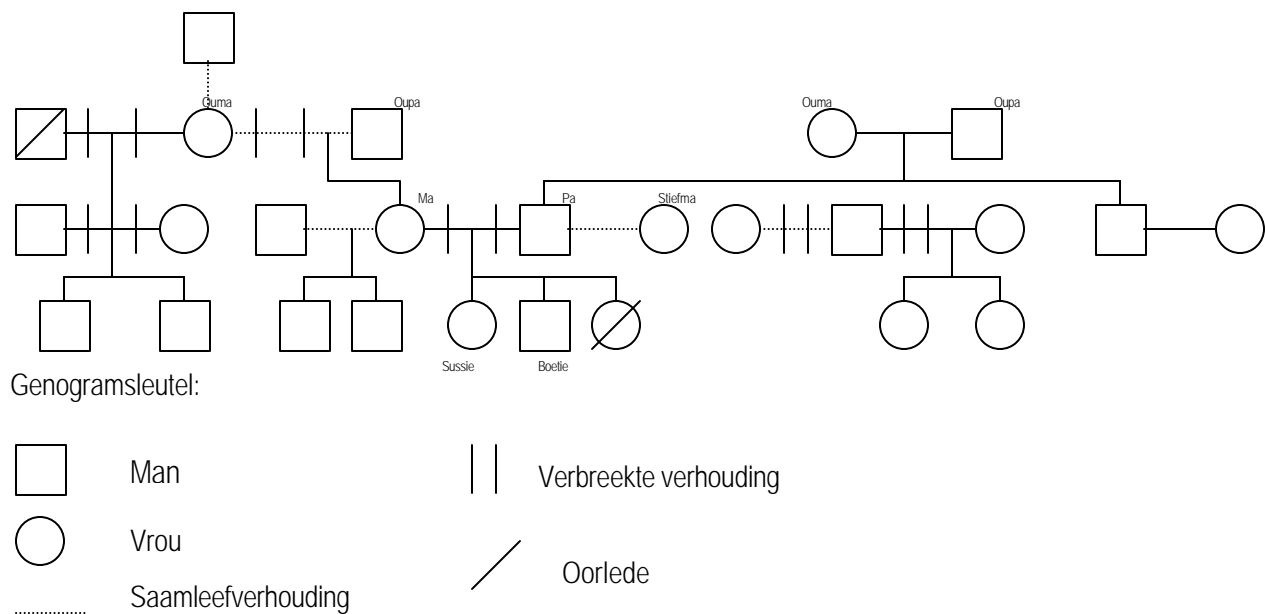 Ouma
Oupa
Ouma
Oupa
Ma
Pa
Stiefma
Sussie
Boetie
Genogramsleutel:
Man
Verbreekte verhouding
Vrou
Oorlede
Saamleefverhouding